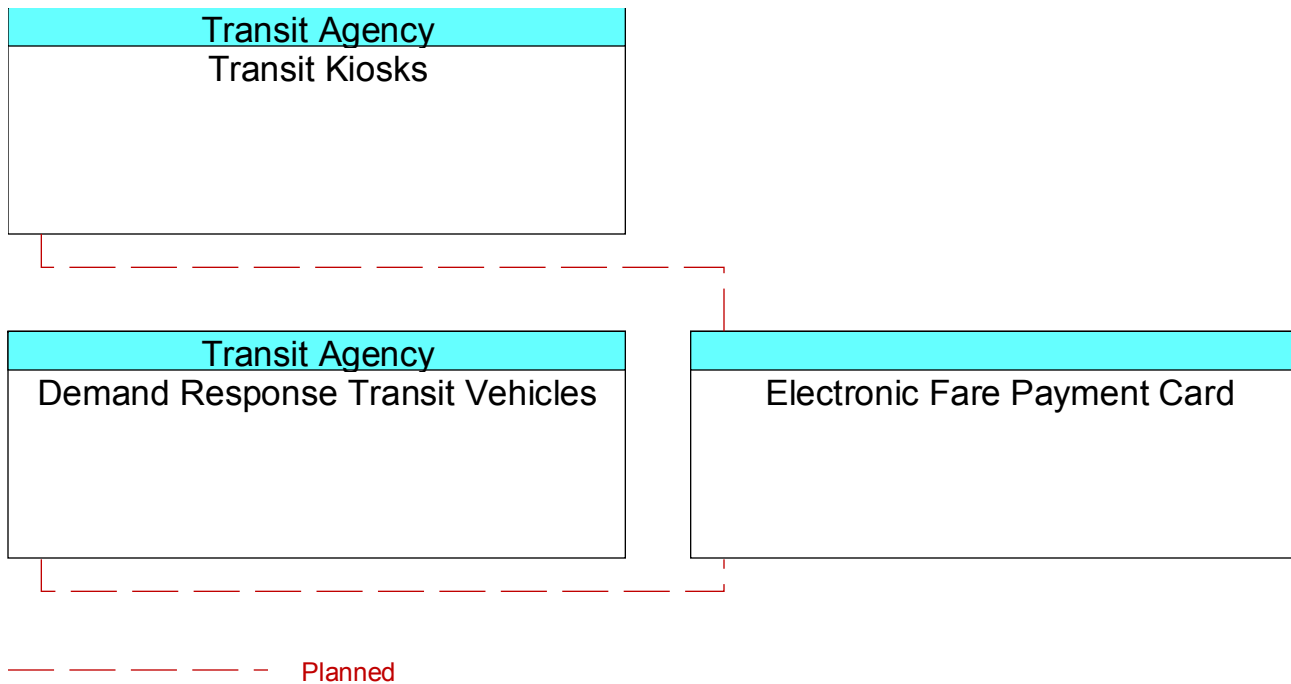 Transit Agency
Transit Kiosks
Transit Agency
Demand Response Transit Vehicles
Electronic Fare Payment Card
Planned